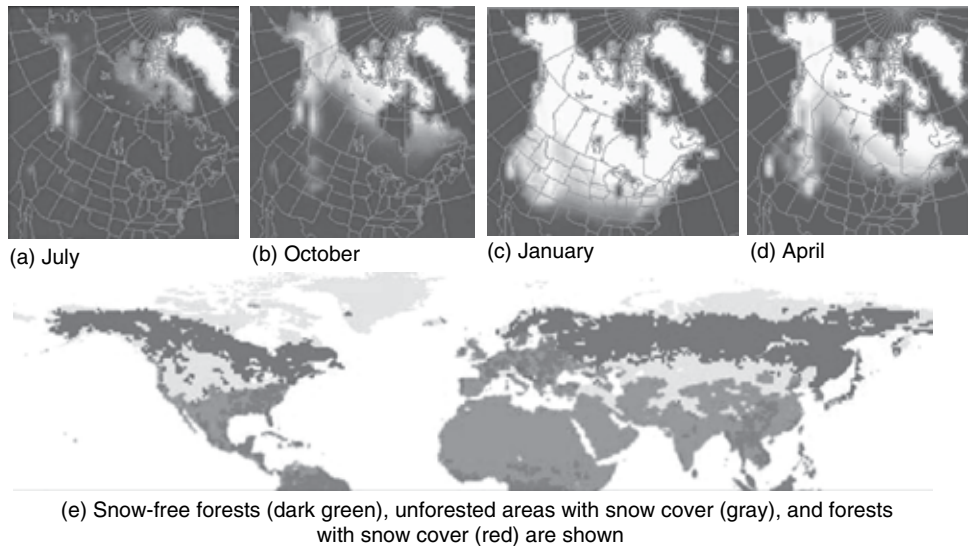 (a) July
(b) October
(c) January
(d) April
(e) Snow-free forests (dark green), unforested areas with snow cover (gray), and forests
with snow cover (red) are shown